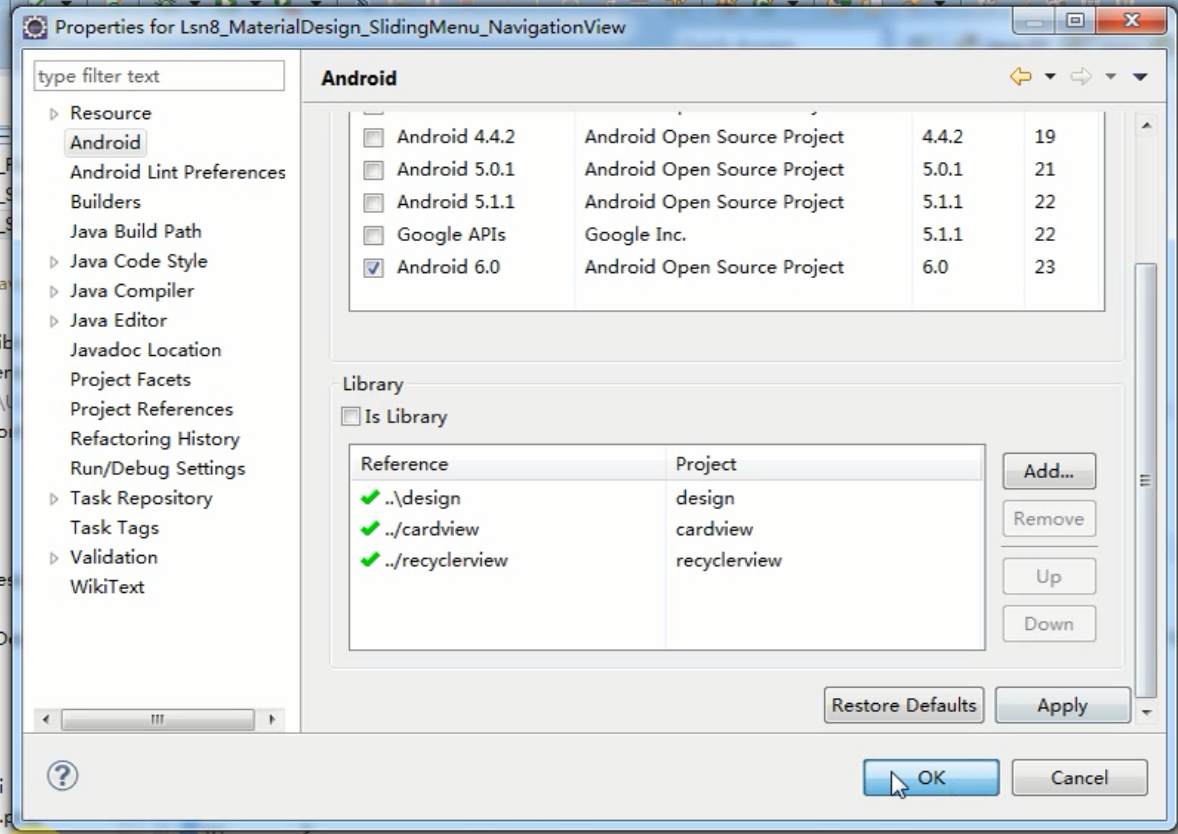 Properties for Lsn8_MaterialDesign_SlidingMenu_NavigationView
type filter text
Resource
Android
Android Lint Preferences
Builders
Java Build Path
Java Code Style
Java Compiler
Java Editor
Javadoc Location
Project Facets
Project References
Refactoring History
Run/Debug Settings
Task Repository
Task Tags
Validation
WikiText
Android
Android 4.4.2 Android Open Source Project 4.4.2 19
Android 5.0.1 Android Open Source Project 5.0.1 21
Android 5.1.1 Android Open Source Project 5.1.1 22
Google APIs Google Inc. 5.1.1 22
Android 6.0 Android Open Source Project 6.0 23
Library
Is Library
Reference Project
..\design design
../cardview cardview
../recyclerview recyclerview
Add...
Remove
Up
Down
Restore Defaults Apply
OK Cancel